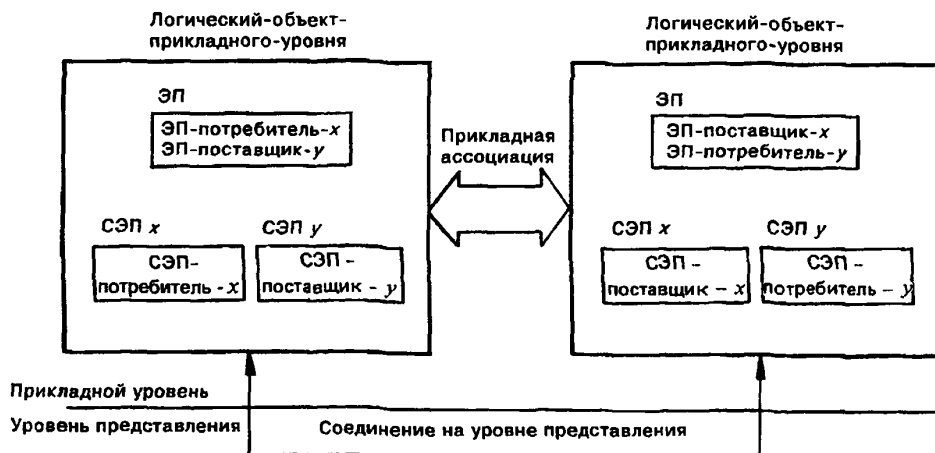 Логический-объект-
прикладного-уровня
Логический-объект-
прикладного-уровня
ЭП
ЭП-потребитель-x
ЭП-поставщик-y
Прикладная
ассоциация
ЭП
ЭП-поставщик-x
ЭП-потребитель-y
СЭП x
СЭП-
потребитель - x
СЭП y
СЭП -
поставщик - y
СЭП x
СЭП -
поставщик - x
СЭП y
СЭП -
потребитель - y
Прикладной уровень
Уровень представления
Соединение на уровне представления